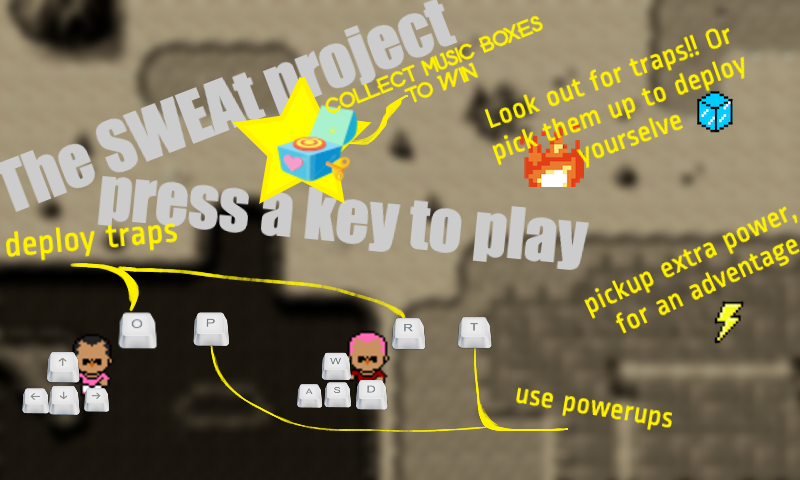 The SWEAt project
COLLECT MUSIC BOXES
TO WIN
Look out for traps!! Or
pick them up to deploy
yourselve
press a key to play
deploy traps
pickup extra power,
for an adventage
O
P
R
T
↑
← ↓ →
W
A S D
use powerups